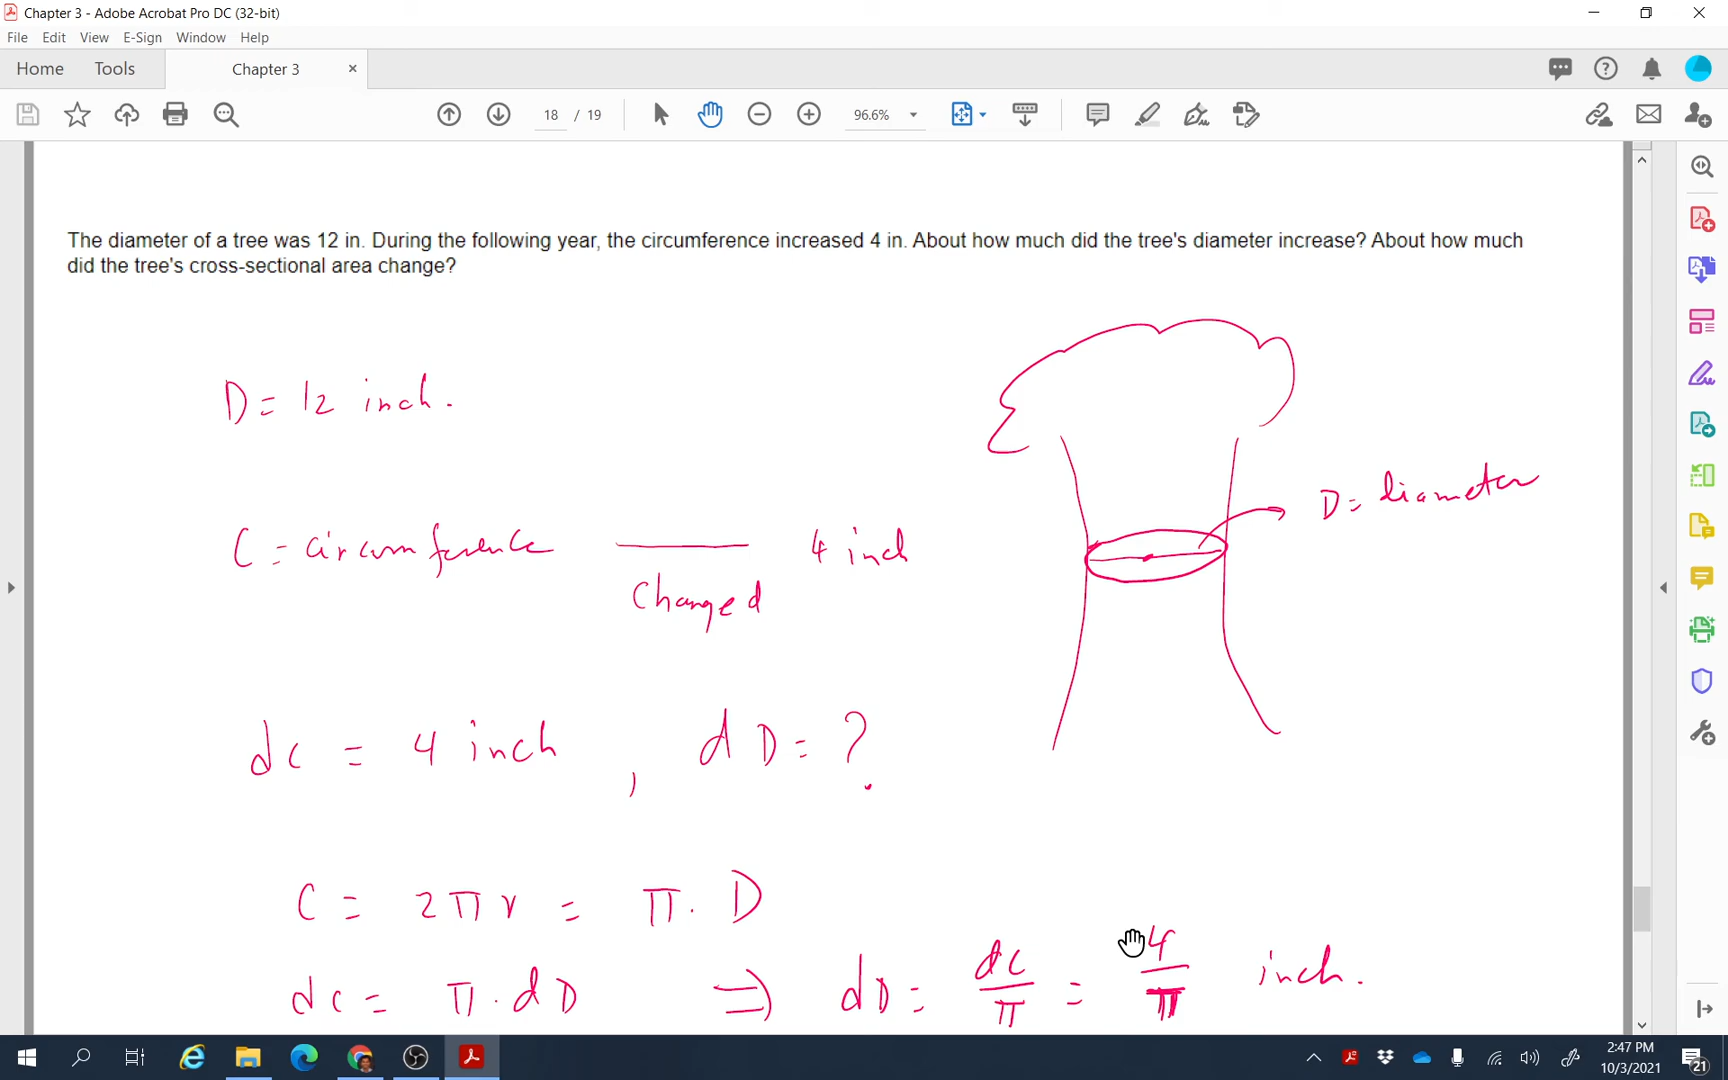 Chapter 3 - Adobe Acrobat Pro DC (32-bit)
File Edit View E-Sign Window Help
Home Tools Chapter 3
18 / 19 96.6%
The diameter of a tree was 12 in. During the following year, the circumference increased 4 in. About how much did the tree's diameter increase? About how much
did the tree's cross-sectional area change?
D = 12 inch.
D = diameter
C = circumference changed 4 inch
dc = 4 inch , dD = ?
C = 2πr = π. D
dc = π. dD => dD = dc/π = 4/π inch.
2:47 PM
10/3/2021
21